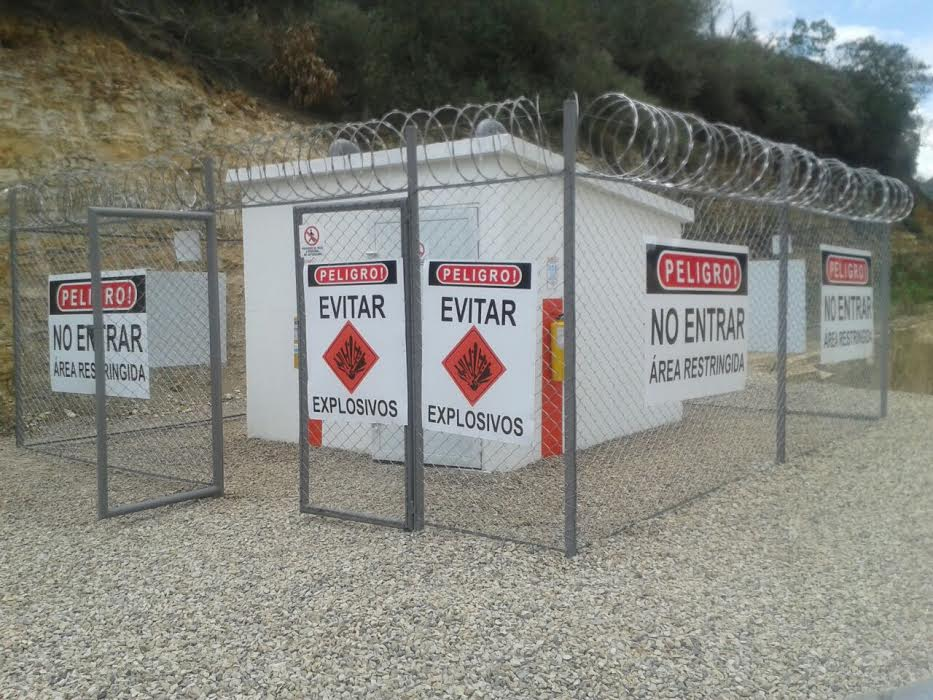 PELIGRO!
NO ENTRAR
ÁREA RESTRINGIDA
PELIGRO!
EVITAR
EXPLOSIVOS
PELIGRO!
EVITAR
EXPLOSIVOS
PELIGRO!
NO ENTRAR
ÁREA RESTRINGIDA
PELIGRO!
NO ENTRAR
ÁREA RESTRINGIDA